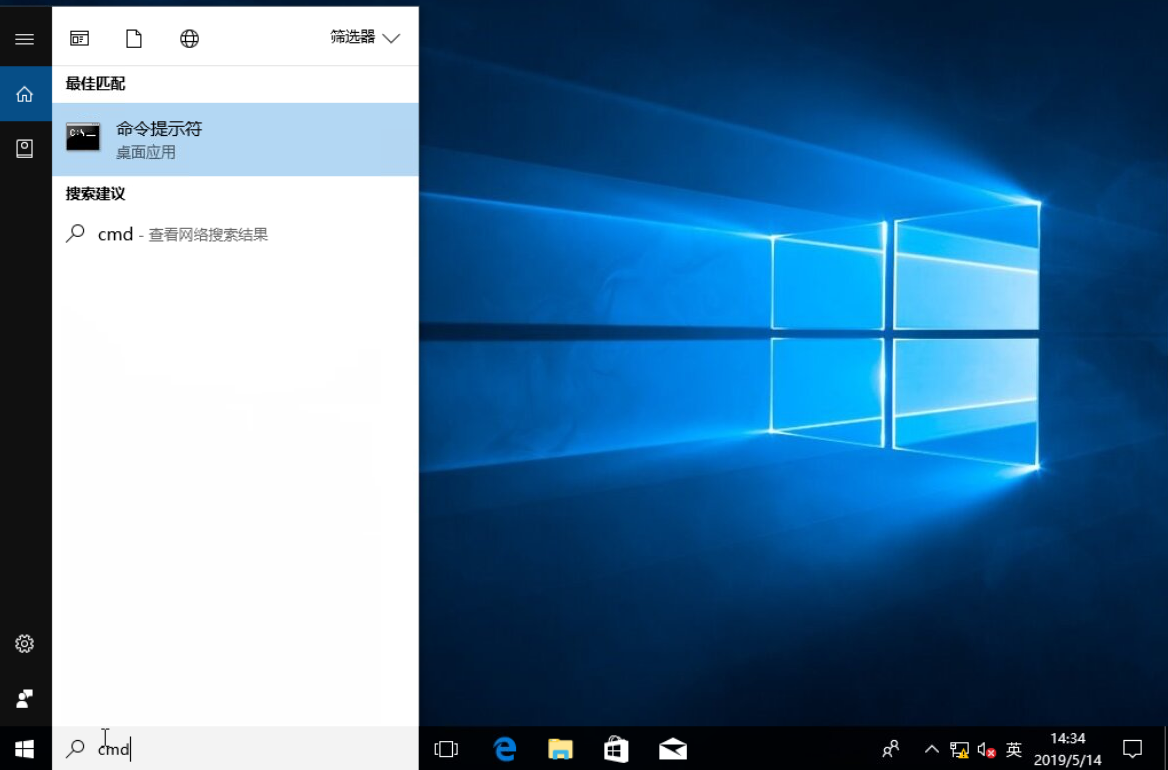 筛选器
最佳匹配
C:\_
命令提示符
桌面应用
搜索建议
cmd - 查看网络搜索结果
cmd
英
14:34
2019/5/14